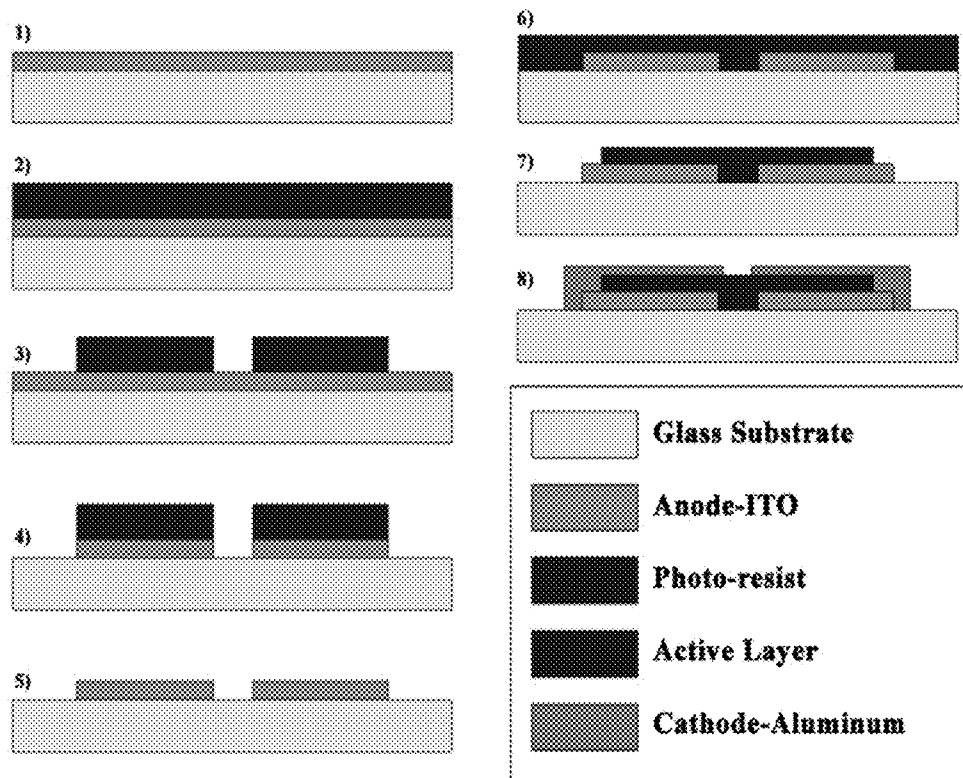 1)
2)
3)
4)
5)
6)
7)
8)
Glass Substrate
Anode-ITO
Photo-resist
Active Layer
Cathode-Aluminum